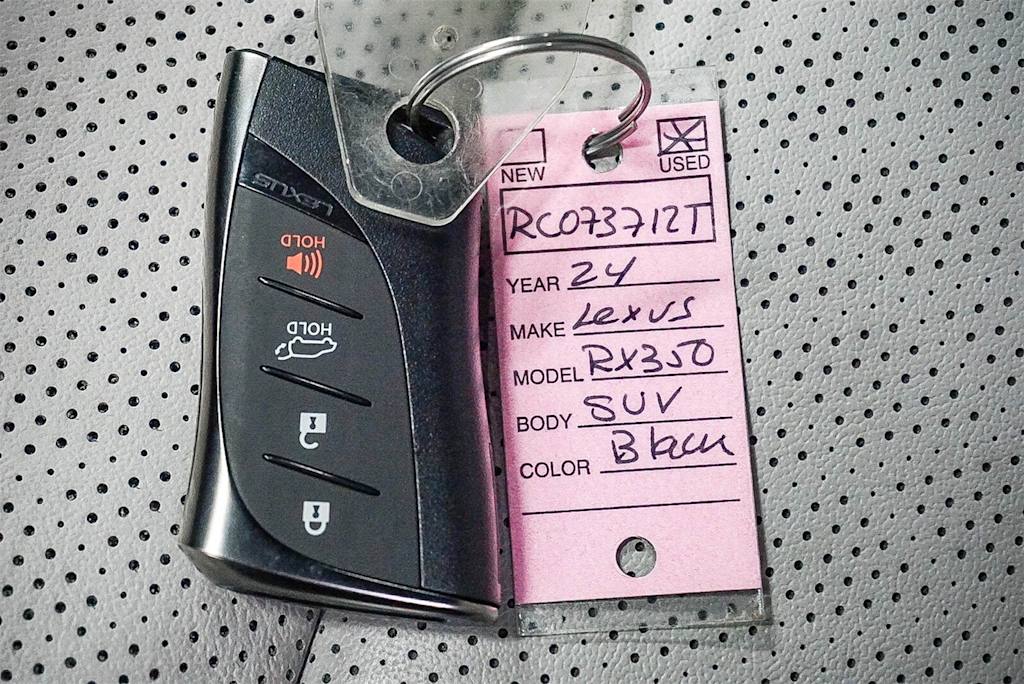 LEXUS
HOLD
HOLD
NEW USED
RC073712T
YEAR 24
MAKE Lexus
MODEL RX350
BODY SUV
COLOR Black